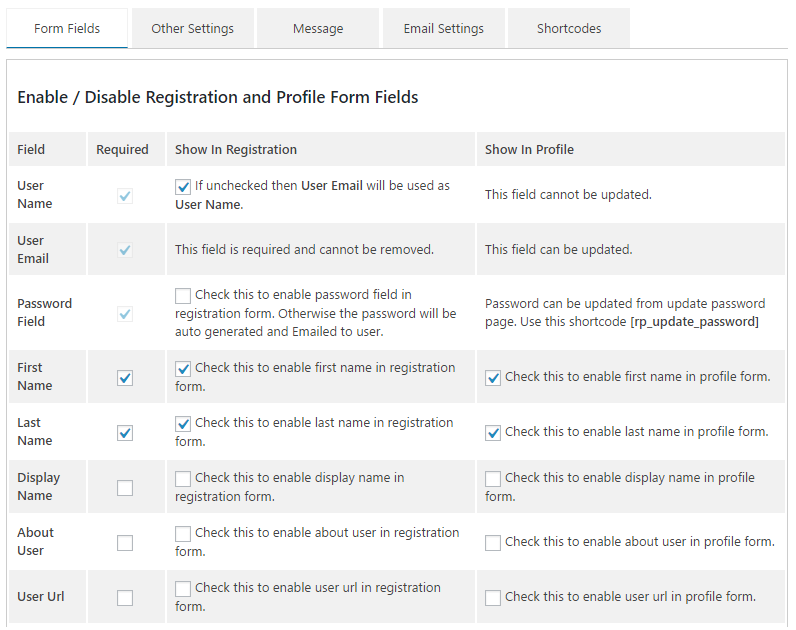 Form Fields
Other Settings
Message
Email Settings
Shortcodes
Enable / Disable Registration and Profile Form Fields
Field
Required
Show In Registration
Show In Profile
User
Name
If unchecked then User Email will be used as
User Name.
This field cannot be updated.
User
Email
This field is required and cannot be removed.
This field can be updated.
Password
Field
Check this to enable password field in
registration form. Otherwise the password will be
auto generated and Emailed to user.
Password can be updated from update password
page. Use this shortcode [rp_update_password]
First
Name
Check this to enable first name in registration
form.
Check this to enable first name in profile form.
Last
Name
Check this to enable last name in registration
form.
Check this to enable last name in profile form.
Display
Name
Check this to enable display name in
registration form.
Check this to enable display name in profile
form.
About
User
Check this to enable about user in registration
form.
Check this to enable about user in profile form.
User Url
Check this to enable user url in registration
form.
Check this to enable user url in profile form.